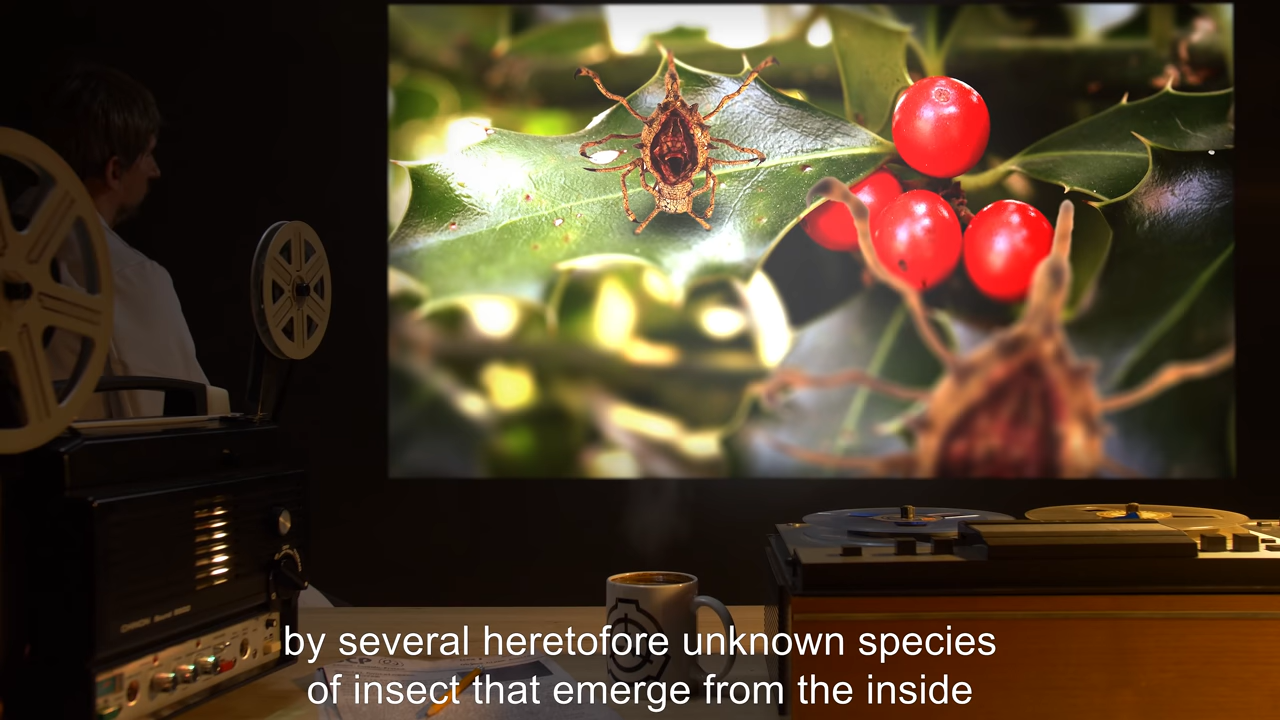 by several heretofore unknown species
of insect that emerge from the inside